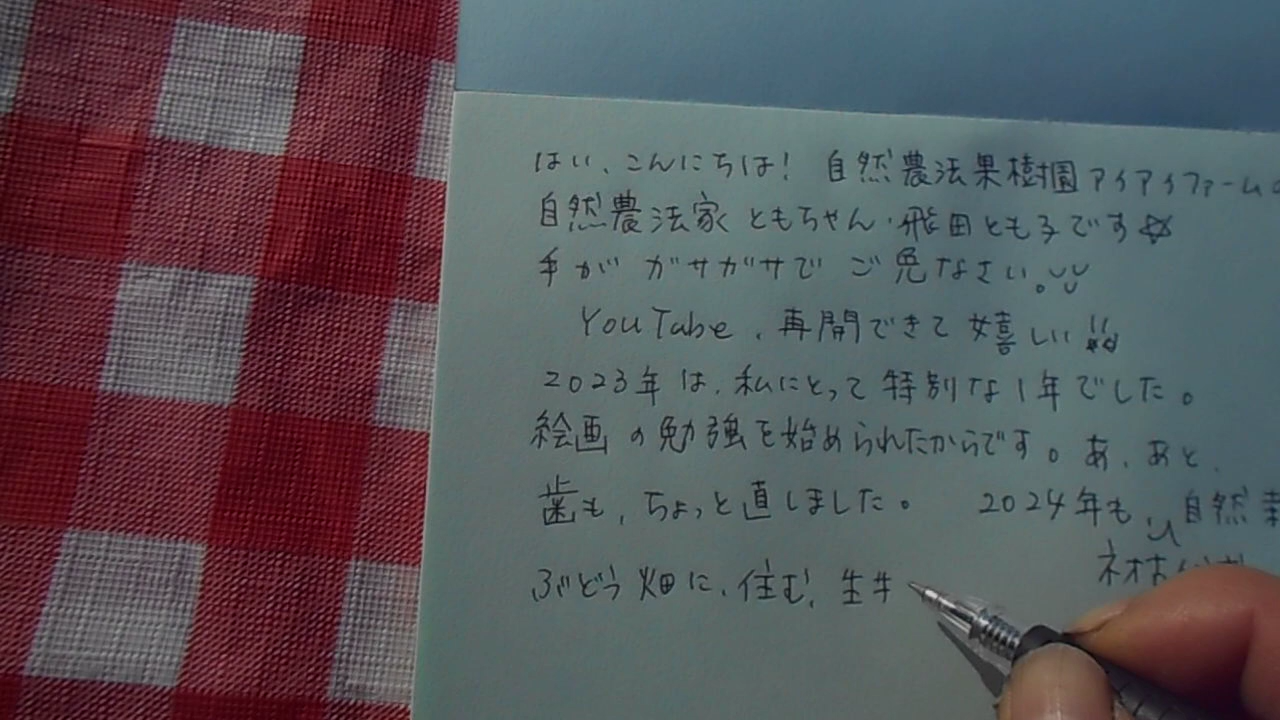 はい、こんにちは! 自然農法果樹園アイアイファームの
自然農法家 ともちゃん・飛田とも子です☆
手が ガサガサで ご免なさい。
YouTube、再開できて 嬉しい!!
2023年は、私にとって 特別な1年でした。
絵画の勉強を始められたからです。あ、あと、
歯も、ちょっと直しました。 2024年も、自然
ぶどう畑に、住む、生き